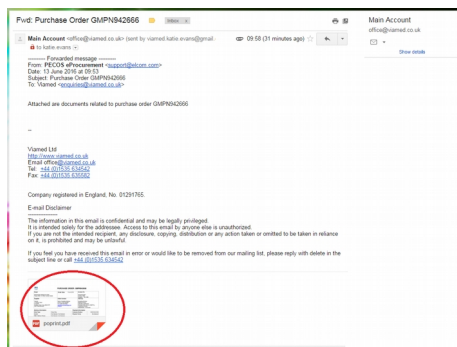 Fwd: Purchase Order GMPN942666
Inbox x
Main Account <office@viamed.co.uk> (sent by viamed.katie.evans@gmail.
09:58 (31 minutes ago)
to katie evans
---------- Forwarded message ----------
From: PECOS eProcurement <support@elcom.com>
Date: 13 June 2016 at 09:53
Subject: Purchase Order GMPN942666
To: Viamed <enquiries@viamed.co.uk>
Attached are documents related to purchase order GMPN942666
--
Viamed Ltd
http://www.viamed.co.uk
Email office@viamed.co.uk
Tel: +44 (0)1535 634542
Fax: +44 (0)1535 635582
Company registered in England, No. 01291765.
E-mail Disclaimer
The information in this email is confidential and may be legally privileged.
It is intended solely for the addressee. Access to this email by anyone else is unauthorized.
If you are not the intended recipient, any disclosure, copying, distribution or any action taken or omitted to be taken in reliance
on it, is prohibited and may be unlawful.
If you feel you have received this email in error or would like to be removed from our mailing list, please reply with delete in the
subject line or call +44 (0)1535 634542
poprint.pdf
Main Account
office@viamed.co.uk
Show details